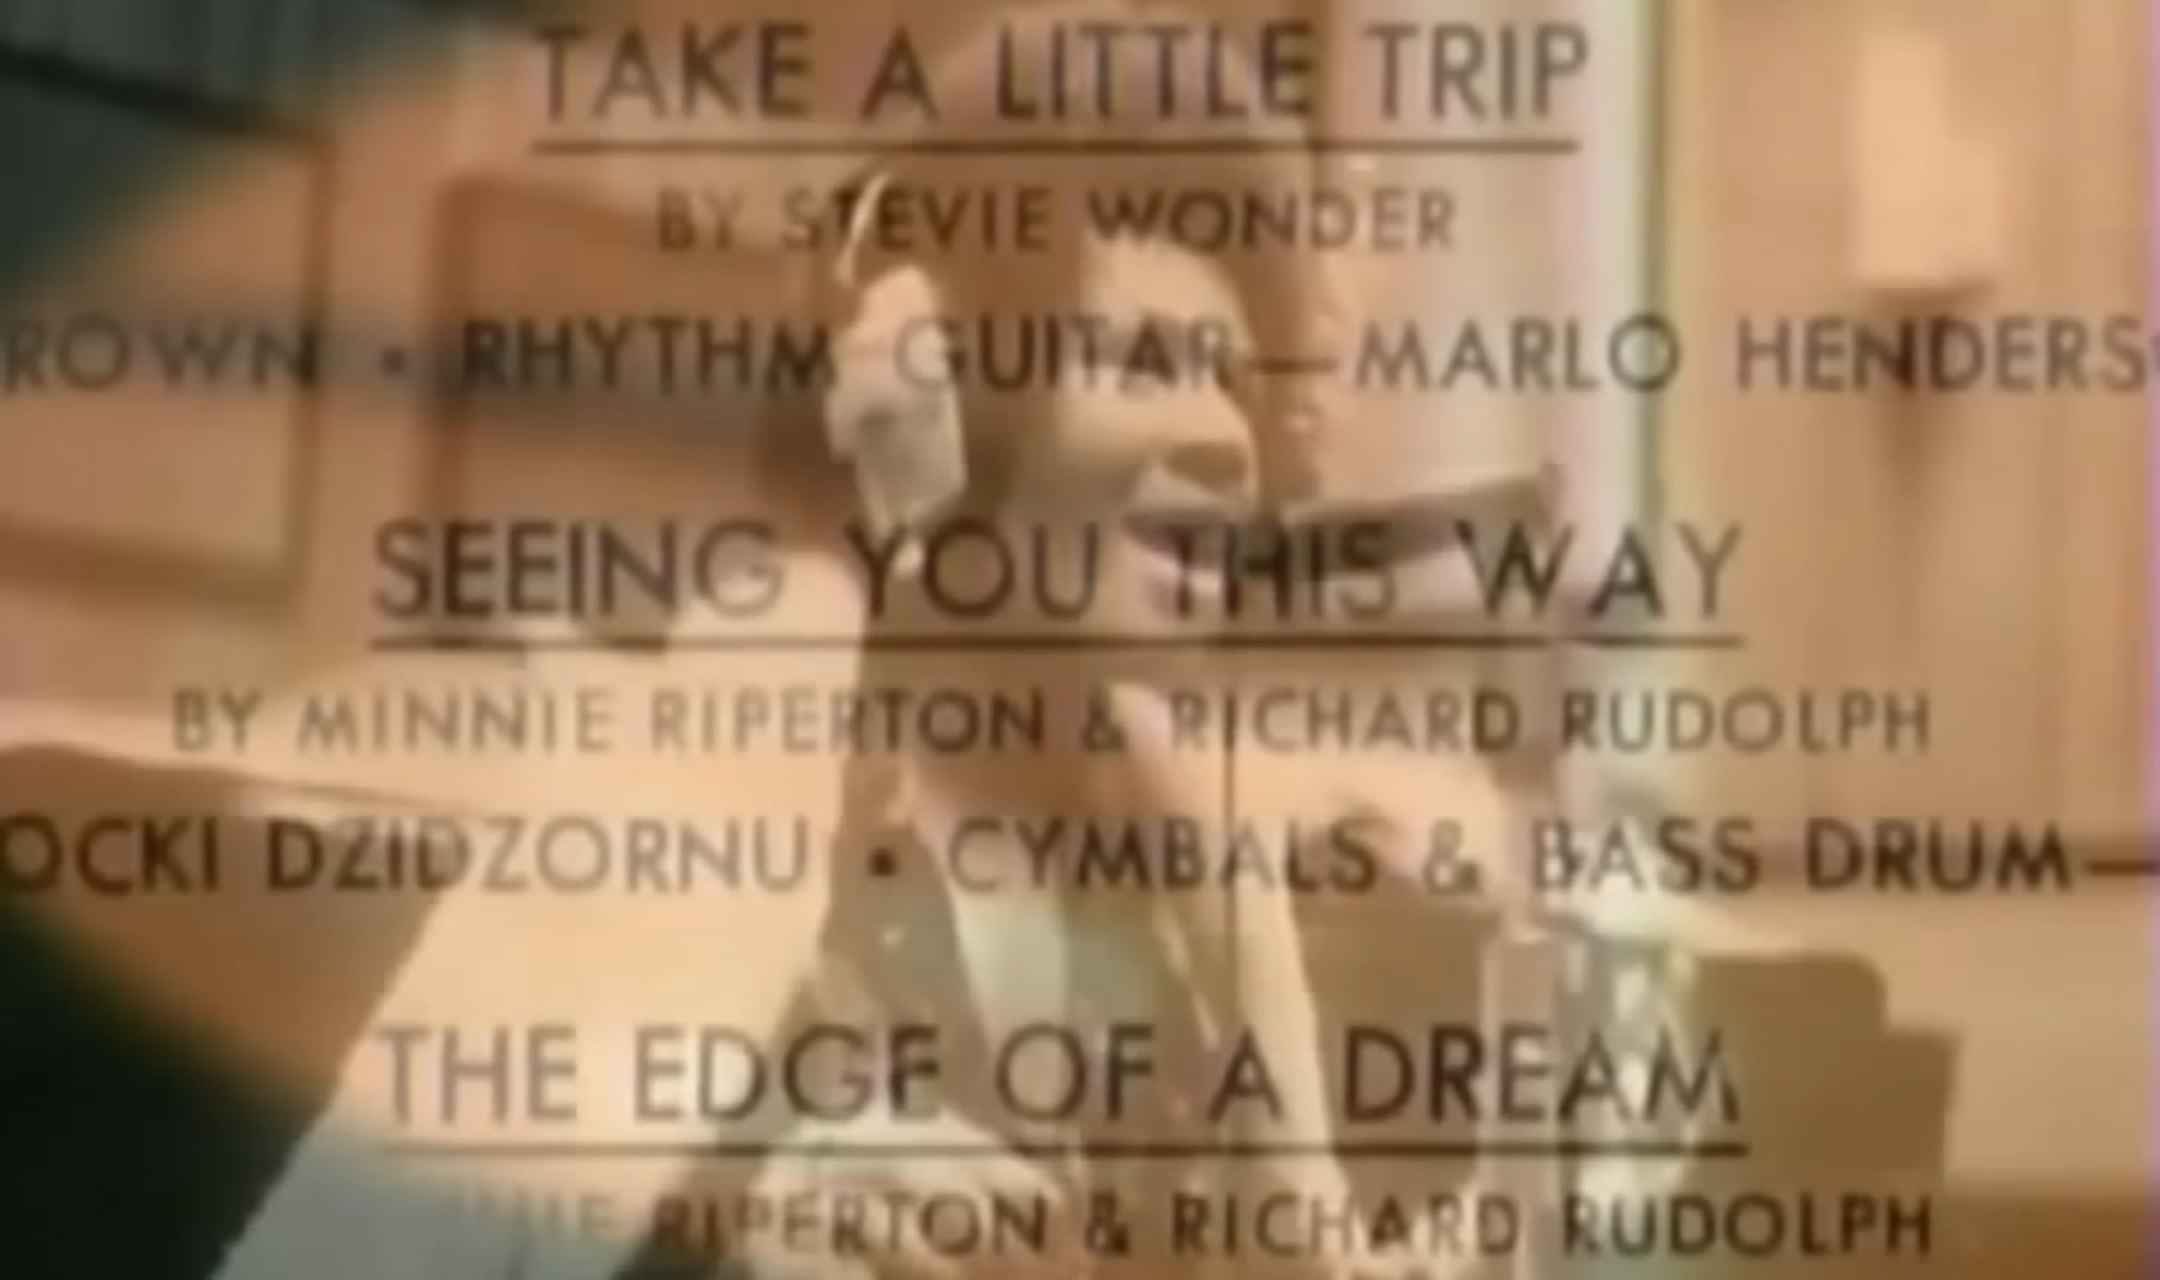 TAKE A LITTLE TRIP
BY STEVIE WONDER
ROWN • RHYTHM GUITAR—MARLO HENDERS
SEEING YOU THIS WAY
BY MINNIE RIPERTON & RICHARD RUDOLPH
OCKI DZIDZORNU • CYMBALS & BASS DRUM—
THE EDGE OF A DREAM
RIPERTON & RICHARD RUDOLPH